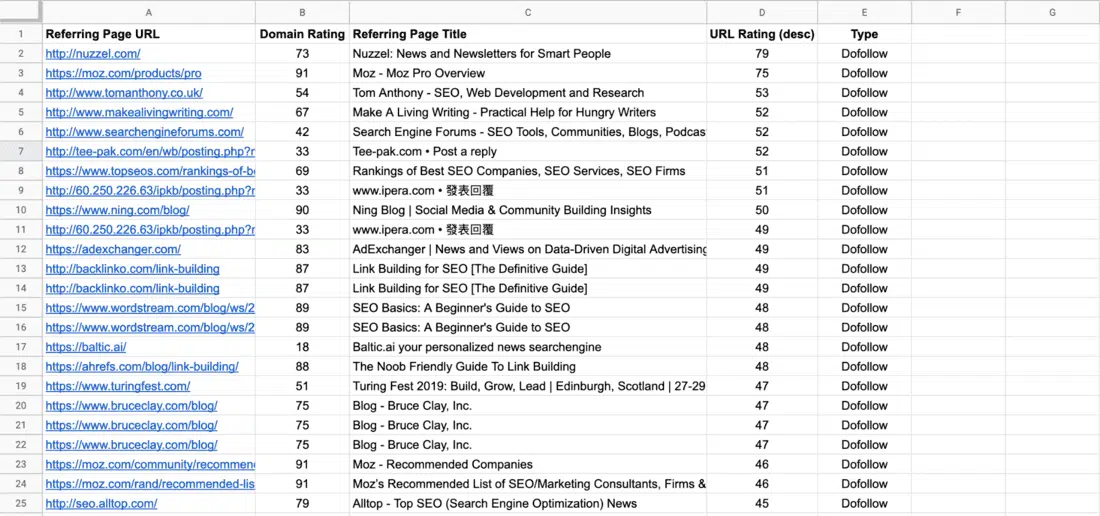 A B C D E F G
1 Referring Page URL Domain Rating Referring Page Title URL Rating (desc) Type
2 http://nuzzel.com/ 73 Nuzzel: News and Newsletters for Smart People 79 Dofollow
3 https://moz.com/products/pro 91 Moz - Moz Pro Overview 75 Dofollow
4 http://www.tomanthony.co.uk/ 54 Tom Anthony - SEO, Web Development and Research 53 Dofollow
5 http://www.makealivingwriting.com/ 67 Make A Living Writing - Practical Help for Hungry Writers 52 Dofollow
6 http://www.searchengineforums.com/ 42 Search Engine Forums - SEO Tools, Communities, Blogs, Podcas 52 Dofollow
7 http://tee-pak.com/en/wb/posting.php?r 33 Tee-pak.com • Post a reply 52 Dofollow
8 https://www.topseos.com/rankings-of-be 69 Rankings of Best SEO Companies, SEO Services, SEO Firms 51 Dofollow
9 http://60.250.226.63/ipkb/posting.php?r 33 www.ipera.com • 發表回覆 51 Dofollow
10 https://www.ning.com/blog/ 90 Ning Blog | Social Media & Community Building Insights 50 Dofollow
11 http://60.250.226.63/ipkb/posting.php?r 33 www.ipera.com • 發表回覆 49 Dofollow
12 https://adexchanger.com/ 83 AdExchanger | News and Views on Data-Driven Digital Advertising 49 Dofollow
13 http://backlinko.com/link-building 87 Link Building for SEO [The Definitive Guide] 49 Dofollow
14 http://backlinko.com/link-building 87 Link Building for SEO [The Definitive Guide] 49 Dofollow
15 https://www.wordstream.com/blog/ws/2 89 SEO Basics: A Beginner's Guide to SEO 48 Dofollow
16 https://www.wordstream.com/blog/ws/2 89 SEO Basics: A Beginner's Guide to SEO 48 Dofollow
17 https://baltic.ai/ 18 Baltic.ai your personalized news searchengine 48 Dofollow
18 https://ahrefs.com/blog/link-building/ 88 The Noob Friendly Guide To Link Building 48 Dofollow
19 https://www.turingfest.com/ 51 Turing Fest 2019: Build, Grow, Lead | Edinburgh, Scotland | 27-29 47 Dofollow
20 https://www.bruceclay.com/blog/ 75 Blog - Bruce Clay, Inc. 47 Dofollow
21 https://www.bruceclay.com/blog/ 75 Blog - Bruce Clay, Inc. 47 Dofollow
22 https://www.bruceclay.com/blog/ 75 Blog - Bruce Clay, Inc. 47 Dofollow
23 https://moz.com/community/recommen 91 Moz - Recommended Companies 46 Dofollow
24 https://moz.com/rand/recommended-lis 91 Moz's Recommended List of SEO/Marketing Consultants, Firms & 46 Dofollow
25 http://seo.alltop.com/ 79 Alltop - Top SEO (Search Engine Optimization) News 45 Dofollow